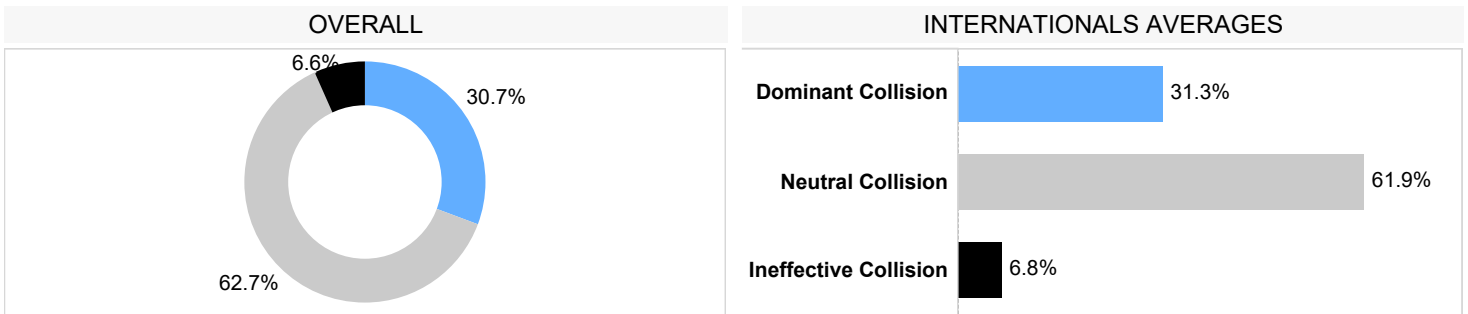 OVERALL
6.6%
30.7%
62.7%
INTERNATIONALS AVERAGES
Dominant Collision 31.3%
Neutral Collision 61.9%
Ineffective Collision 6.8%